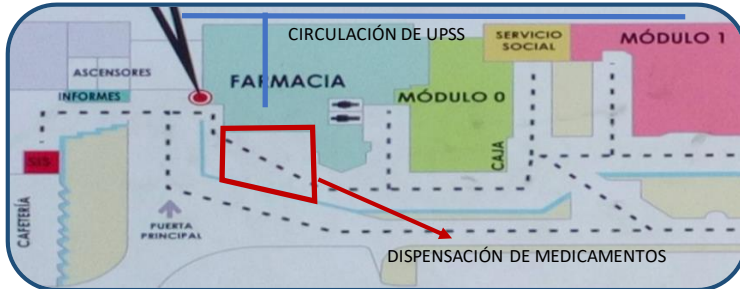 CIRCULACIÓN DE UPSS
SERVICIO
SOCIAL
MÓDULO 1
ASCENSORES
FARMACIA
INFORMES
MÓDULO 0
SIS
CAJA
CAFETERÍA
PUERTA
PRINCIPAL
DISPENSACIÓN DE MEDICAMENTOS